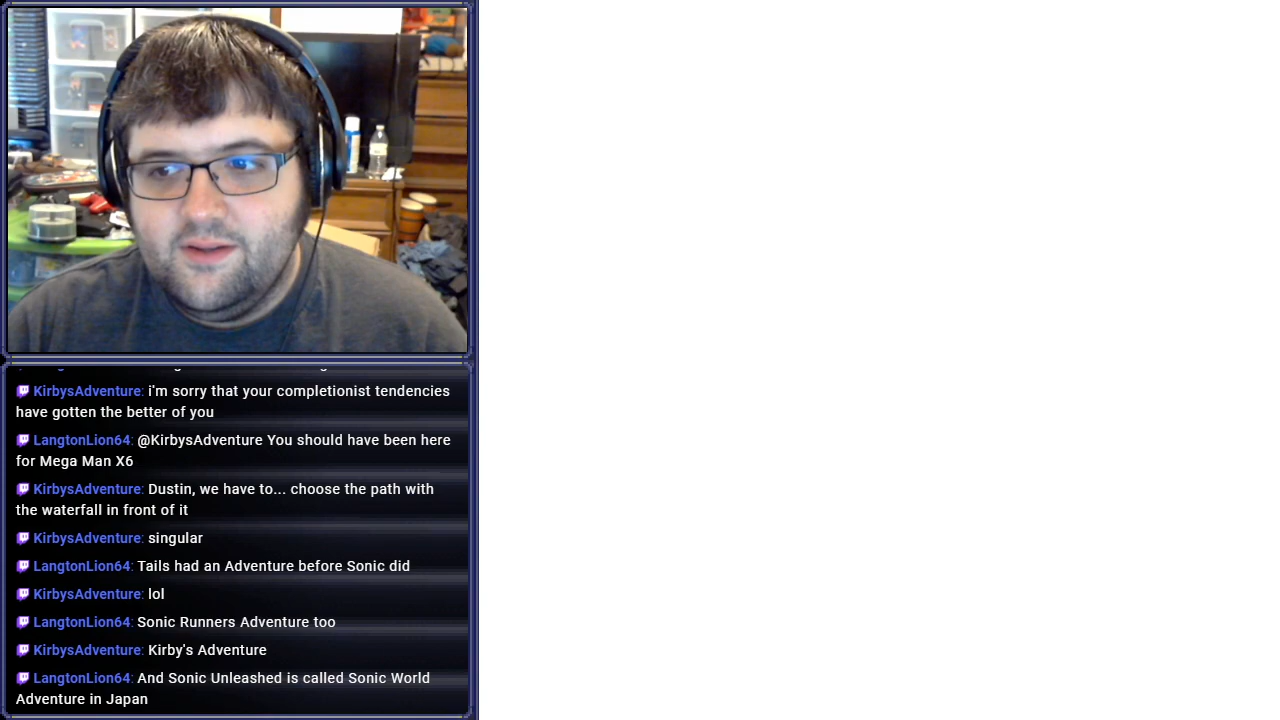 KirbysAdventure: i'm sorry that your completionist tendencies
have gotten the better of you
LangtonLion64: @KirbysAdventure You should have been here
for Mega Man X6
KirbysAdventure: Dustin, we have to... choose the path with
the waterfall in front of it
KirbysAdventure: singular
LangtonLion64: Tails had an Adventure before Sonic did
KirbysAdventure: lol
LangtonLion64: Sonic Runners Adventure too
KirbysAdventure: Kirby's Adventure
LangtonLion64: And Sonic Unleashed is called Sonic World
Adventure in Japan